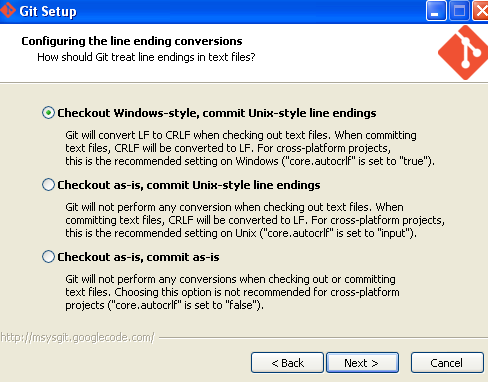 Git Setup
Configuring the line ending conversions
How should Git treat line endings in text files?
Checkout Windows-style, commit Unix-style line endings
Git will convert LF to CRLF when checking out text files. When committing
text files, CRLF will be converted to LF. For cross-platform projects,
this is the recommended setting on Windows ("core.autocrlf" is set to "true").
Checkout as-is, commit Unix-style line endings
Git will not perform any conversion when checking out text files. When
committing text files, CRLF will be converted to LF. For cross-platform projects,
this is the recommended setting on Unix ("core.autocrlf" is set to "input").
Checkout as-is, commit as-is
Git will not perform any conversions when checking out or committing
text files. Choosing this option is not recommended for cross-platform
projects ("core.autocrlf" is set to "false").
http://msysgit.googlecode.com/
< Back Next > Cancel